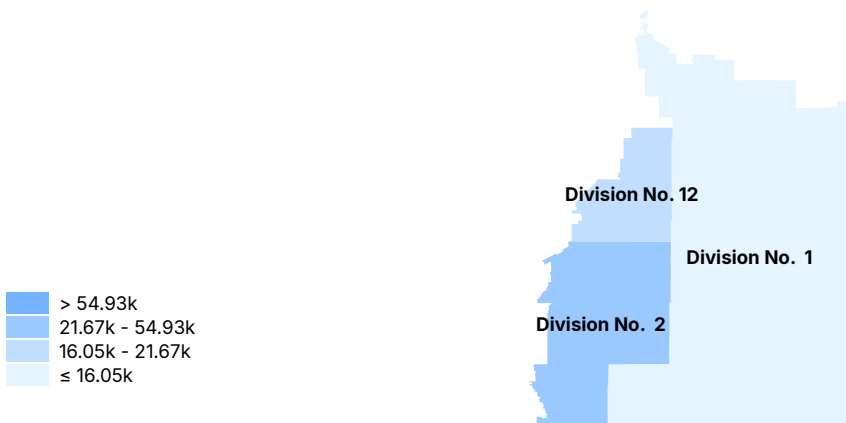 Division No. 12
Division No. 1
Division No. 2
> 54.93k
21.67k - 54.93k
16.05k - 21.67k
≤ 16.05k